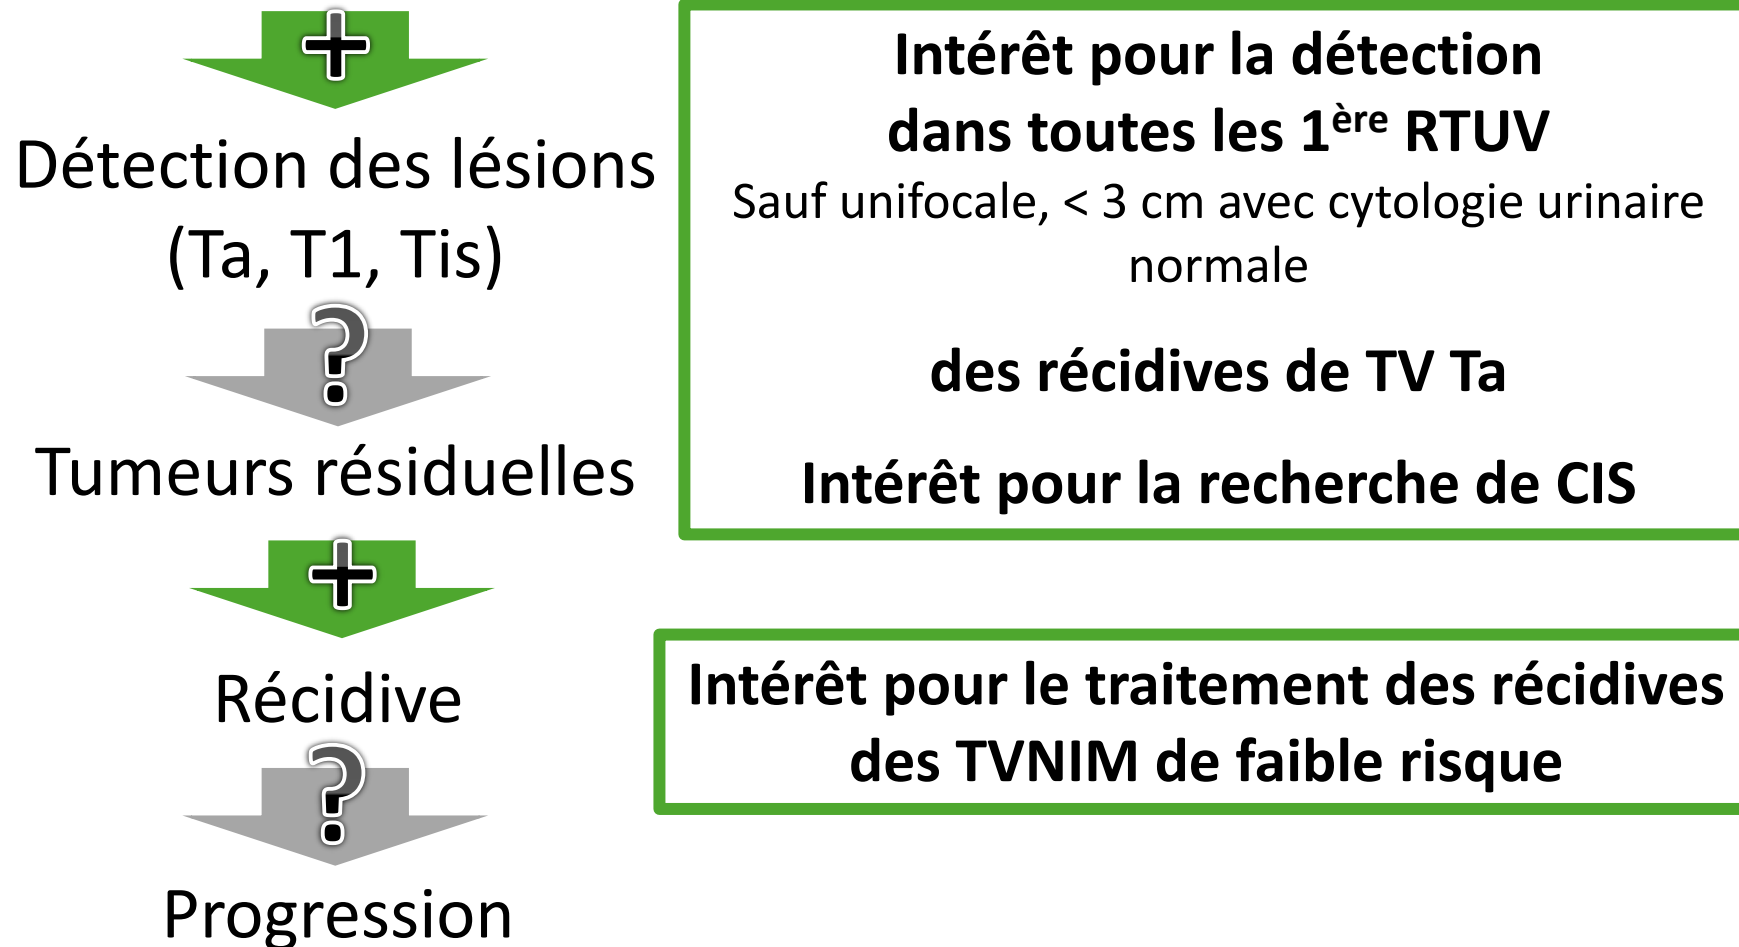 +
Détection des lésions
(Ta, T1, Tis)
?
Tumeurs résiduelles
+
Récidive
?
Progression
Intérêt pour la détection
dans toutes les 1ère RTUV
Sauf unifocale, < 3 cm avec cytologie urinaire
normale
des récidives de TV Ta
Intérêt pour la recherche de CIS
Intérêt pour le traitement des récidives
des TVNIM de faible risque